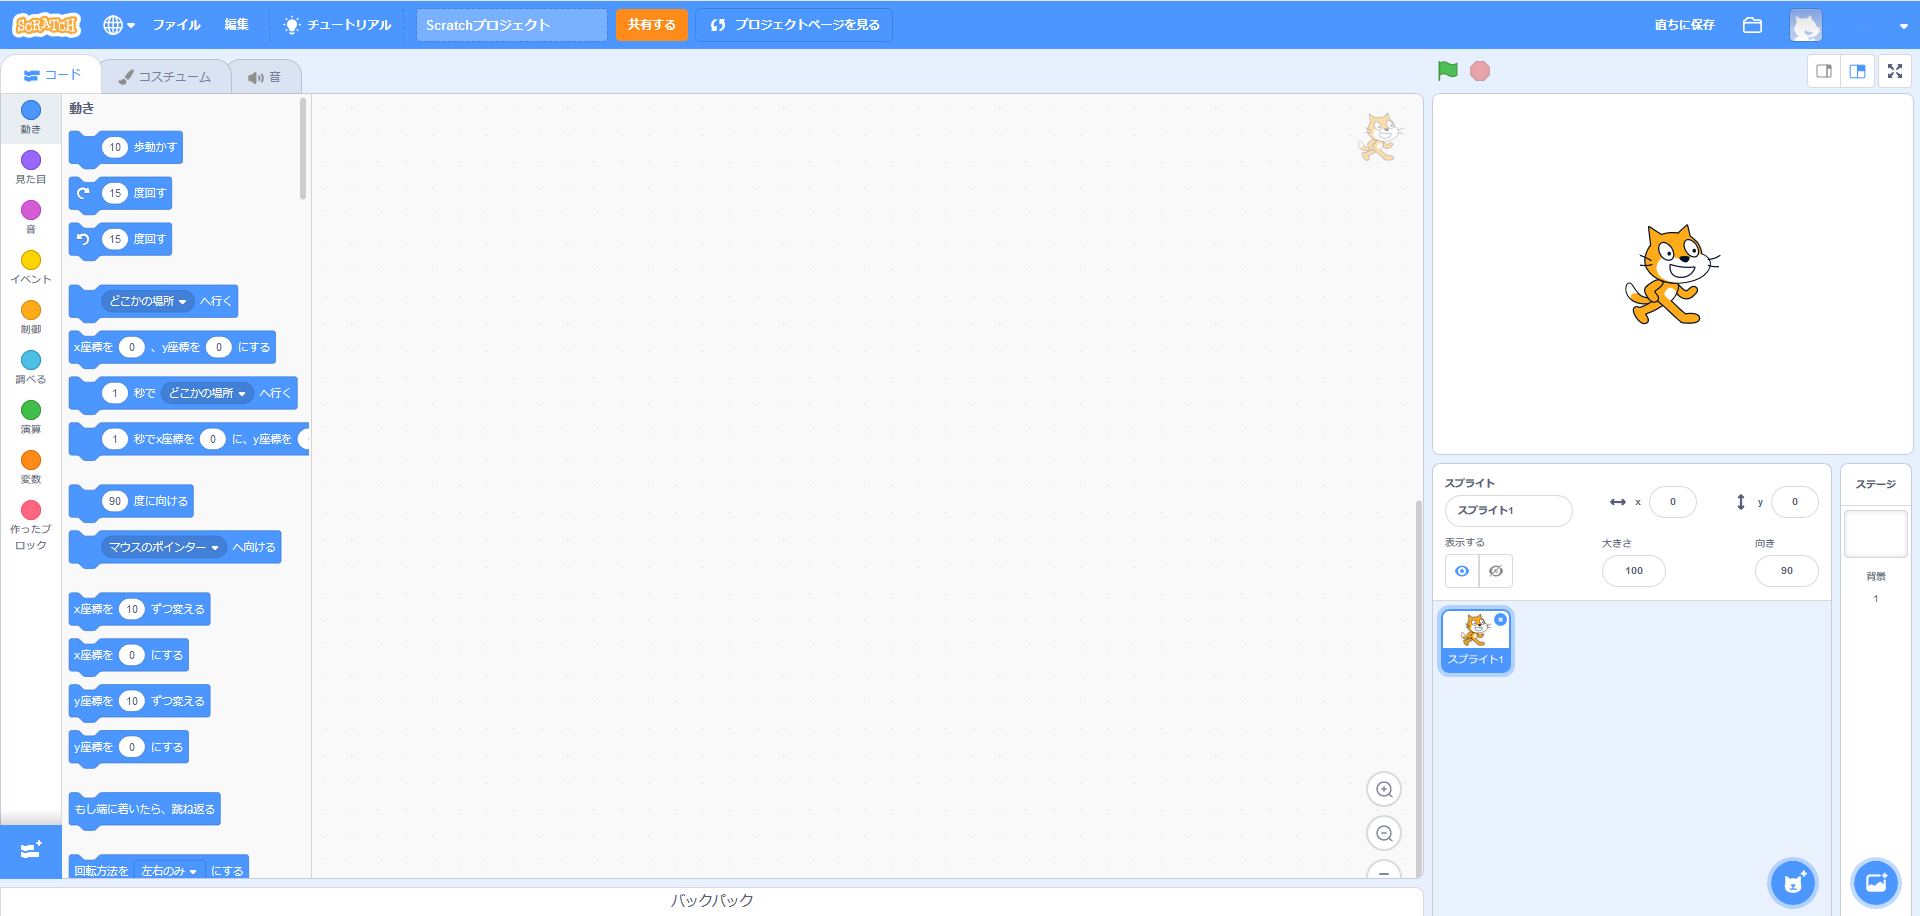 SCRATCH ファイル 編集 チュートリアル Scratchプロジェクト 共有する プロジェクトページを見る 直ちに保存
コード コスチューム 音
動き
見た目
音
イベント
制御
調べる
演算
変数
作ったブ
ロック
動き
10 歩動かす
15 度回す
15 度回す
どこかの場所 へ行く
x座標を 0 、y座標を 0 にする
1 秒で どこかの場所 へ行く
1 秒でx座標を 0 に、y座標を
90 度に向ける
マウスのポインター へ向ける
x座標を 10 ずつ変える
x座標を 0 にする
y座標を 10 ずつ変える
y座標を 0 にする
もし端に着いたら、跳ね返る
回転方法を 左右のみ にする
バックパック
スプライト
スプライト1 x 0 y 0
表示する 大きさ 向き
100 90
スプライト1
ステージ
背景
1